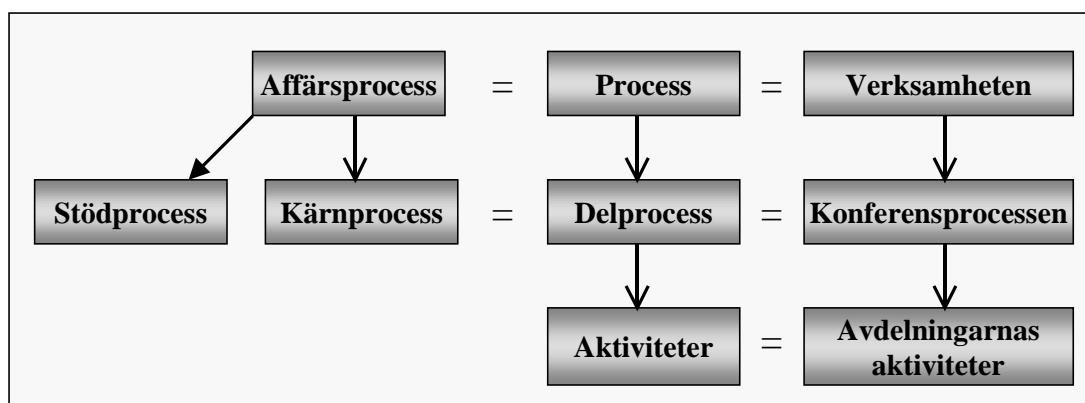 Affärsprocess = Process = Verksamheten
Stödprocess Kärnprocess = Delprocess = Konferensprocessen
Aktiviteter = Avdelningarnas
aktiviteter